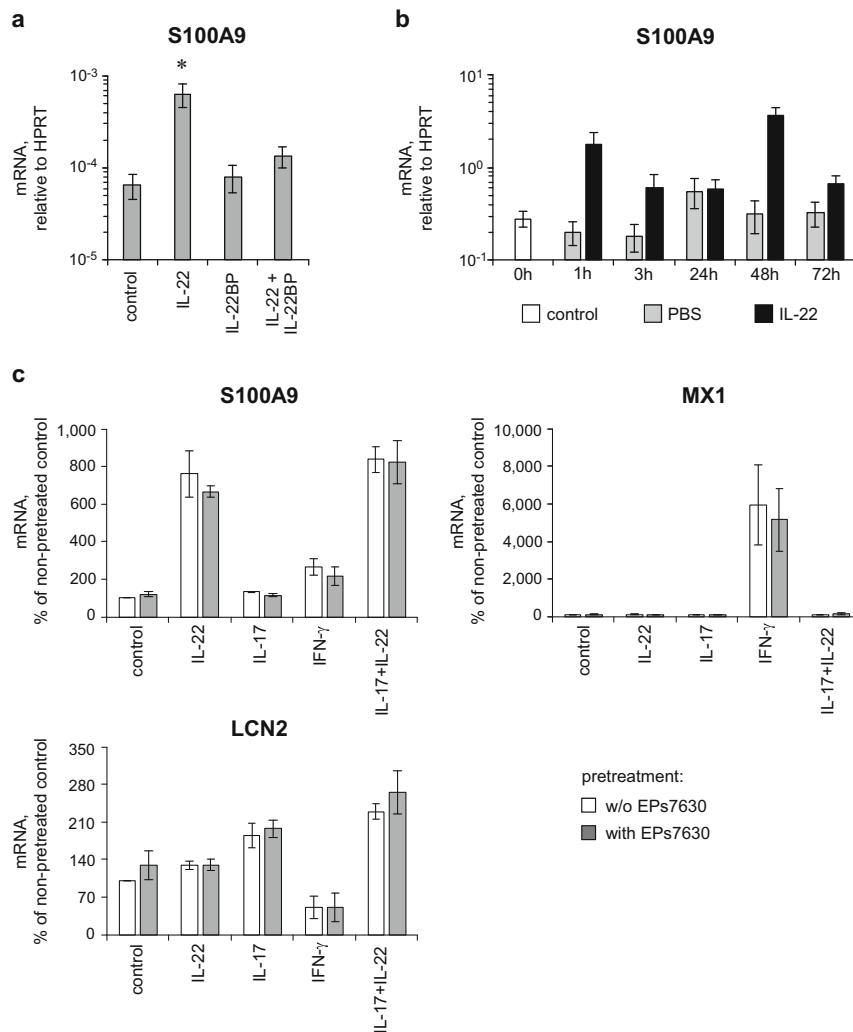 a
S100A9
mRNA,
relative to HPRT
10-3
10-4
10-5
*
control
IL-22
IL-22BP
IL-22 +
IL-22BP
b
S100A9
mRNA,
relative to HPRT
101
100
10-1
0h 1h 3h 24h 48h 72h
control PBS IL-22
c
S100A9
mRNA,
% of non-pretreated control
1,000
800
600
400
200
0
control
IL-22
IL-17
IFN-γ
IL-17+IL-22
MX1
mRNA,
% of non-pretreated control
10,000
8,000
6,000
4,000
2,000
0
control
IL-22
IL-17
IFN-γ
IL-17+IL-22
LCN2
mRNA,
% of non-pretreated control
350
280
210
140
70
0
control
IL-22
IL-17
IFN-γ
IL-17+IL-22
pretreatment:
w/o EPs7630
with EPs7630